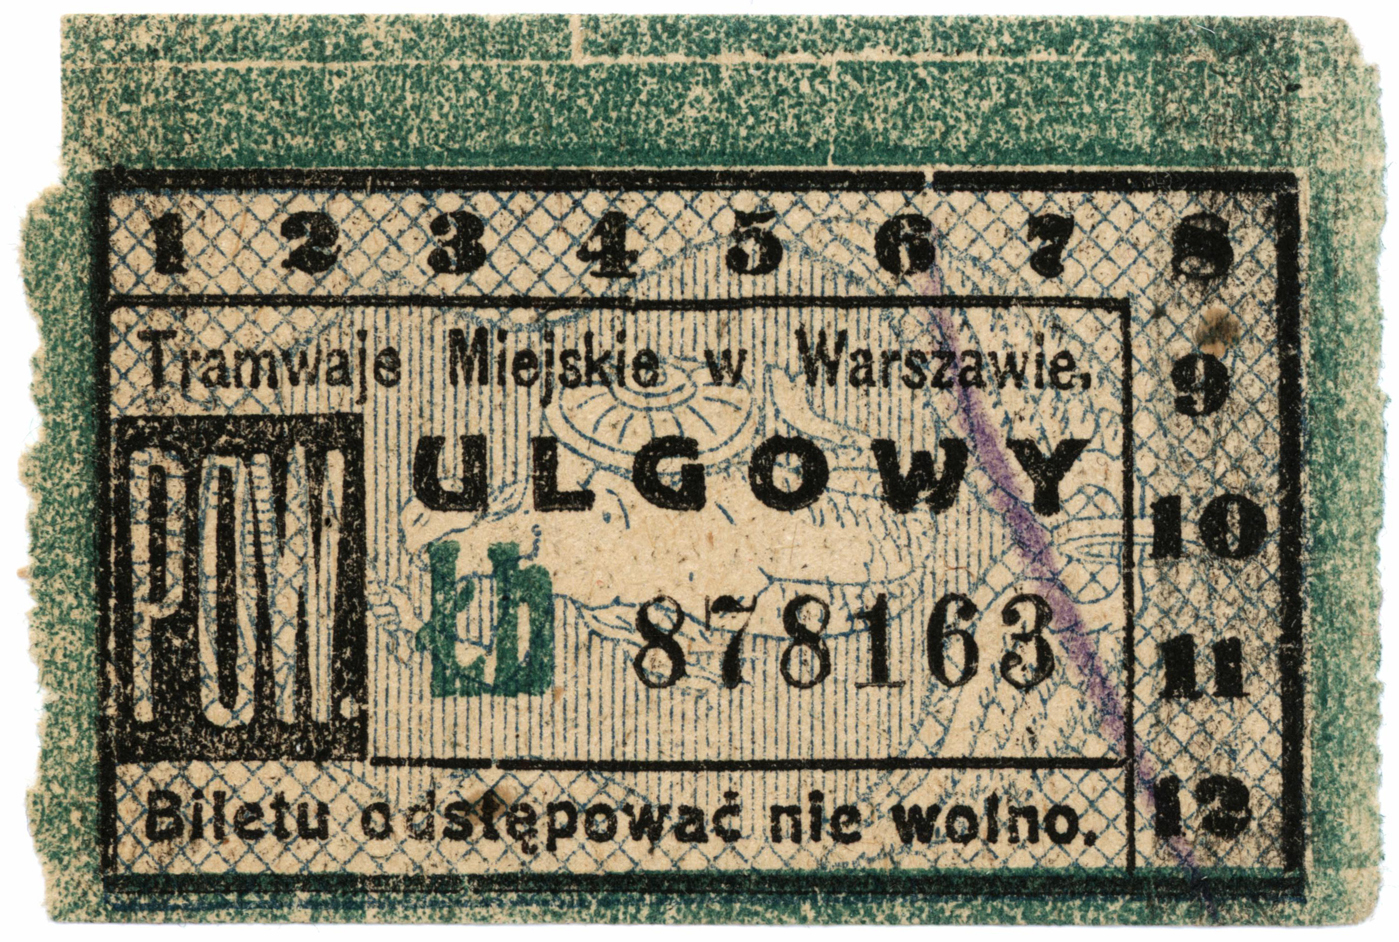 1 2 3 4 5 6 7 8
Tramwaje Miejskie w Warszawie.
9
POW.
ULGOWY
10
Ub 878163
11
Biletu odstępować nie wolno.
12